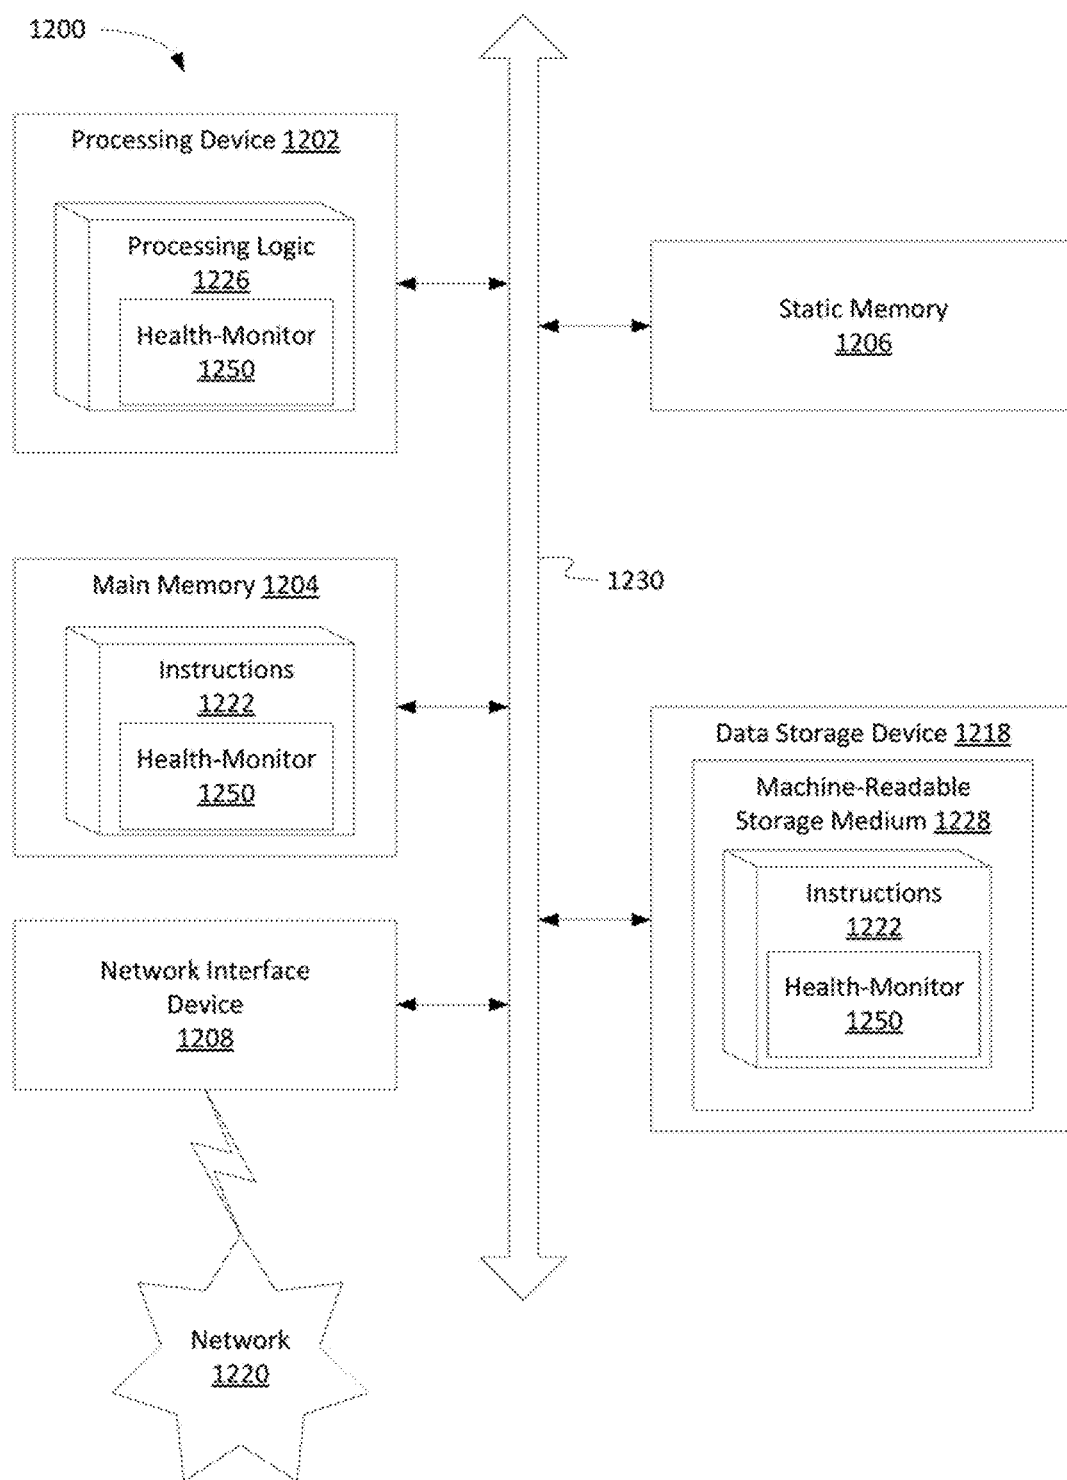 1200
Processing Device 1202
Processing Logic
1226
Health-Monitor
1250
Static Memory
1206
Main Memory 1204
1230
Instructions
1222
Health-Monitor
1250
Data Storage Device 1218
Machine-Readable
Storage Medium 1228
Instructions
1222
Health-Monitor
1250
Network Interface
Device
1208
Network
1220